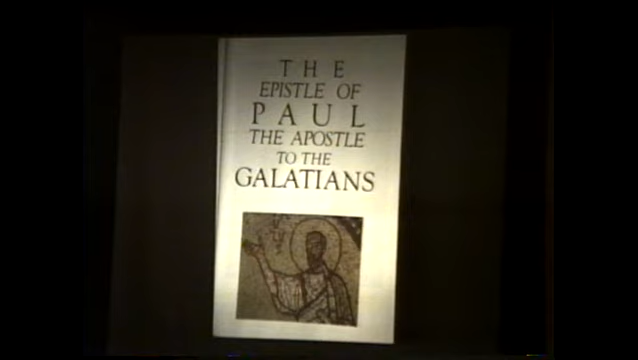 THE
EPISTLE OF
PAUL
THE APOSTLE
TO THE
GALATIANS